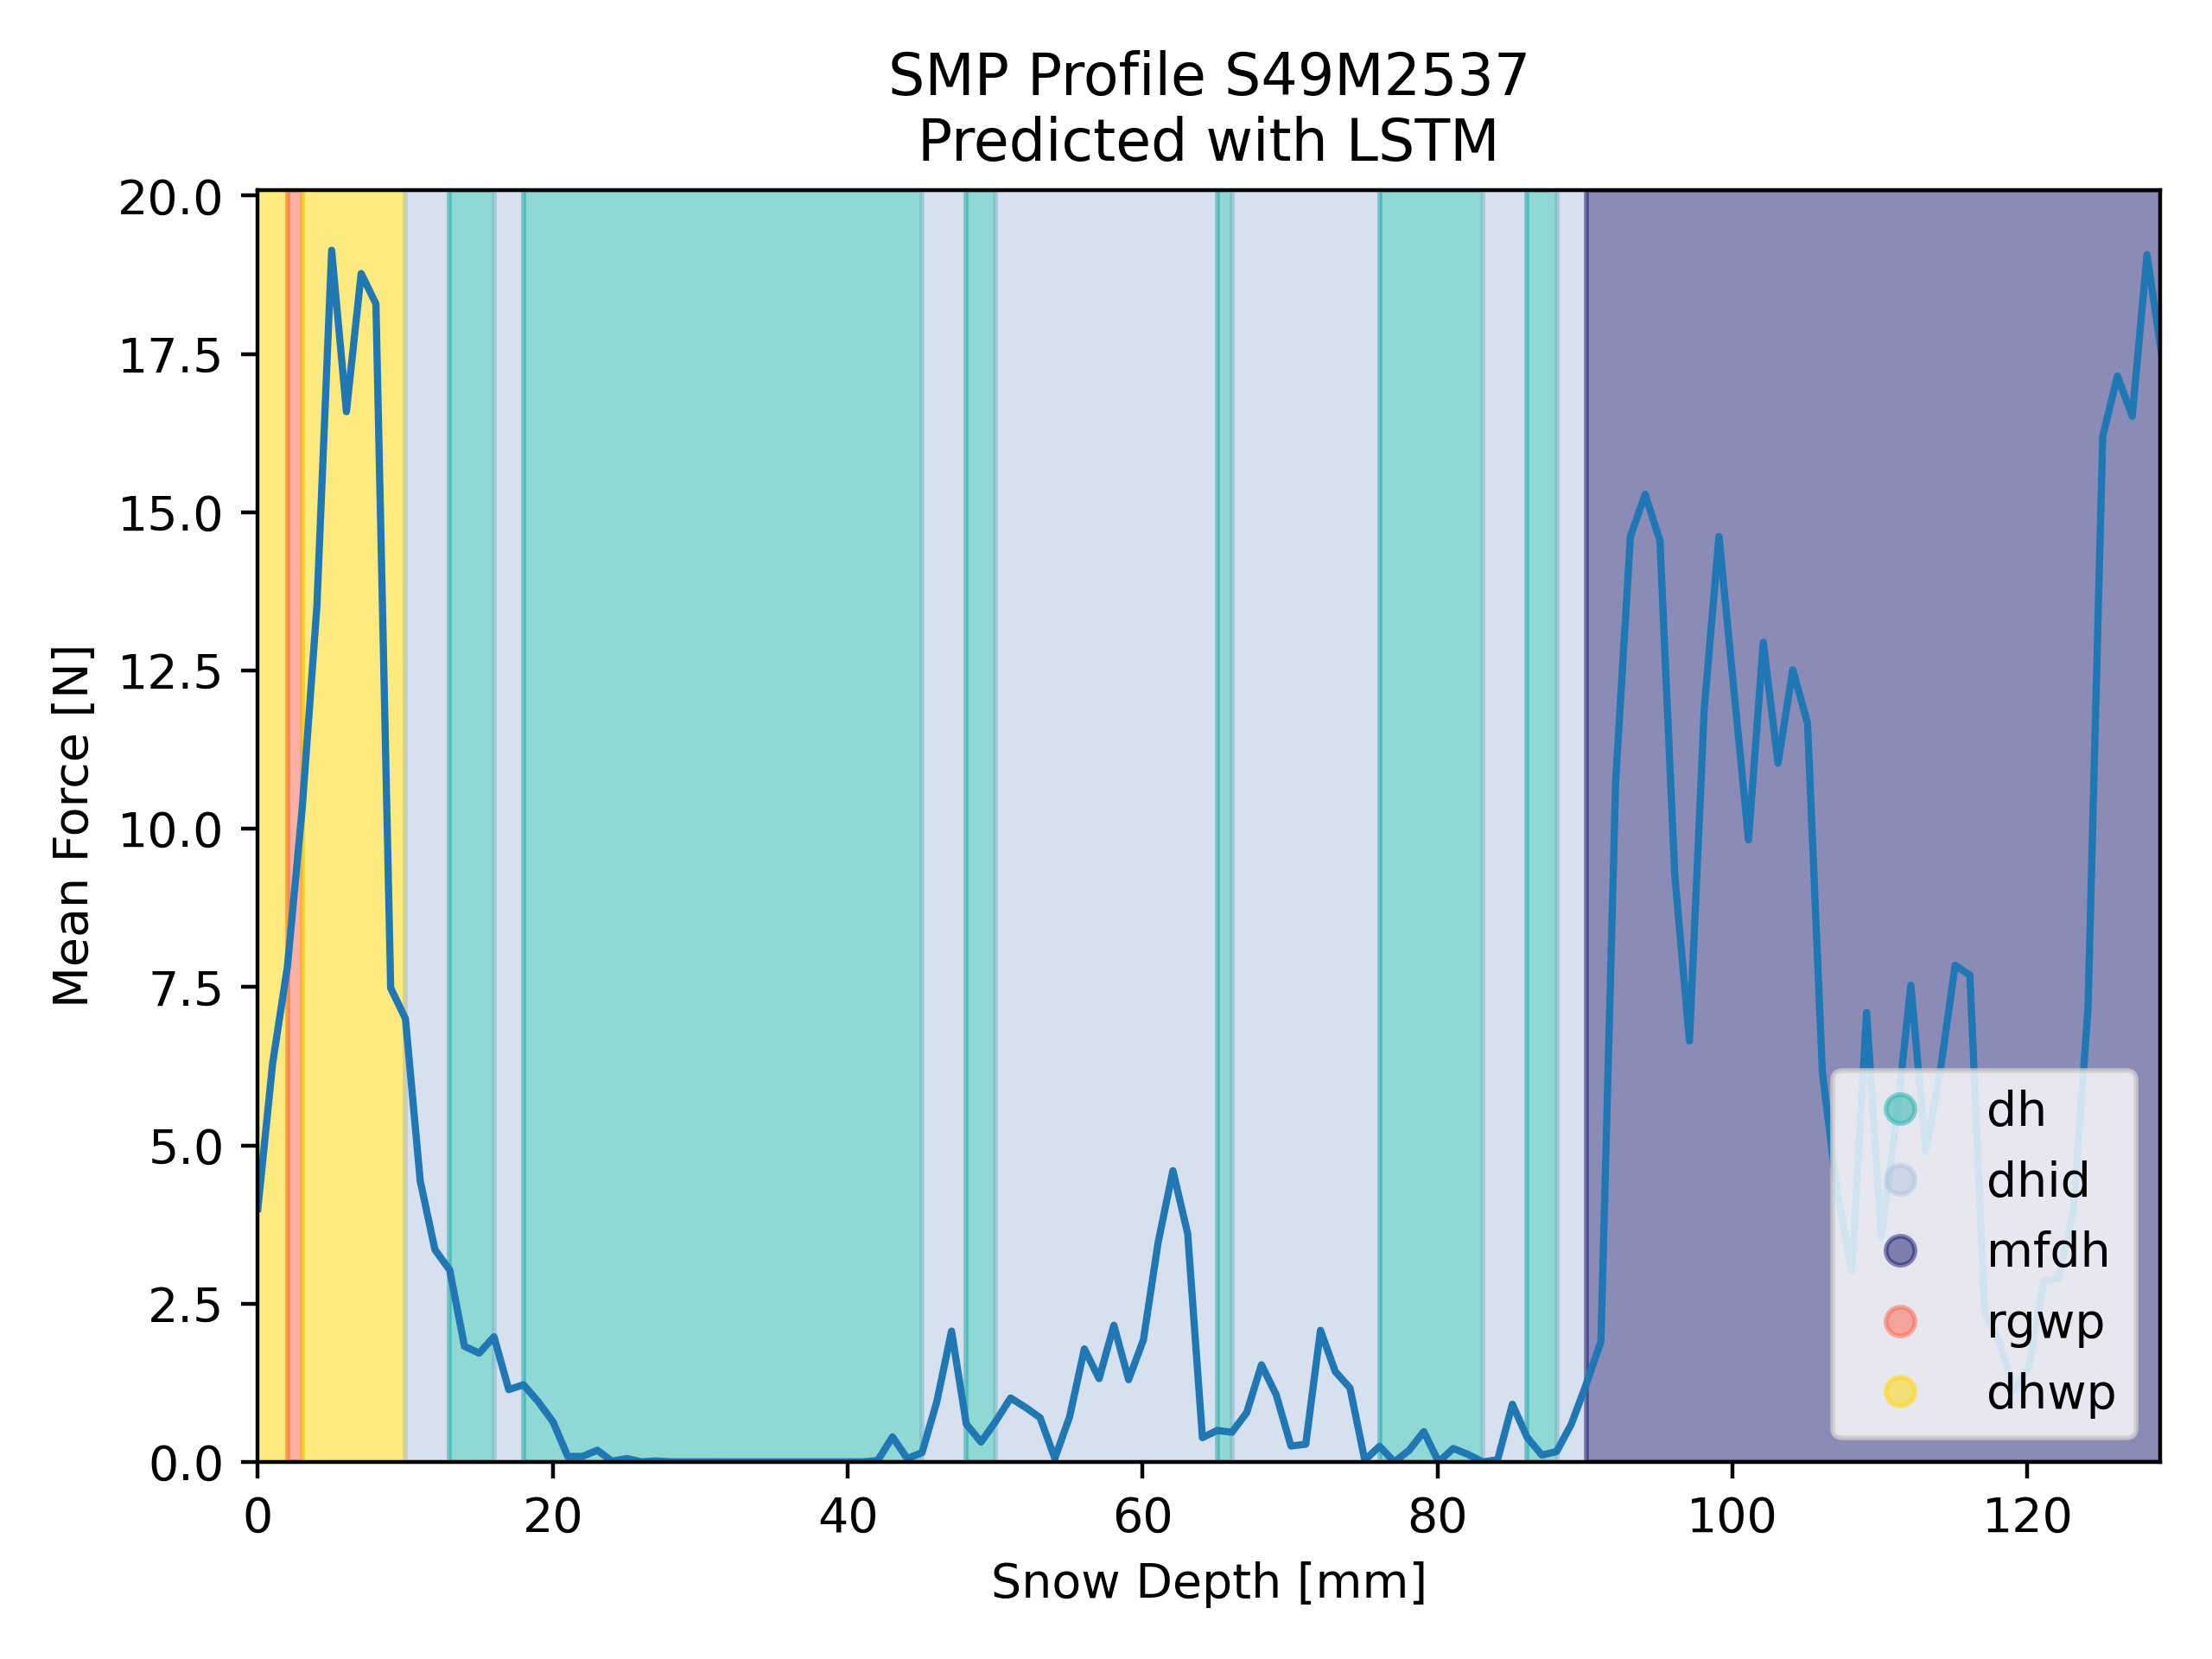 SMP Profile S49M2537
Predicted with LSTM
20.0
17.5
15.0
12.5
10.0
7.5
5.0
2.5
0.0
Mean Force [N]
dh
dhid
mfdh
rgwp
dhwp
0 20 40 60 80 100 120
Snow Depth [mm]